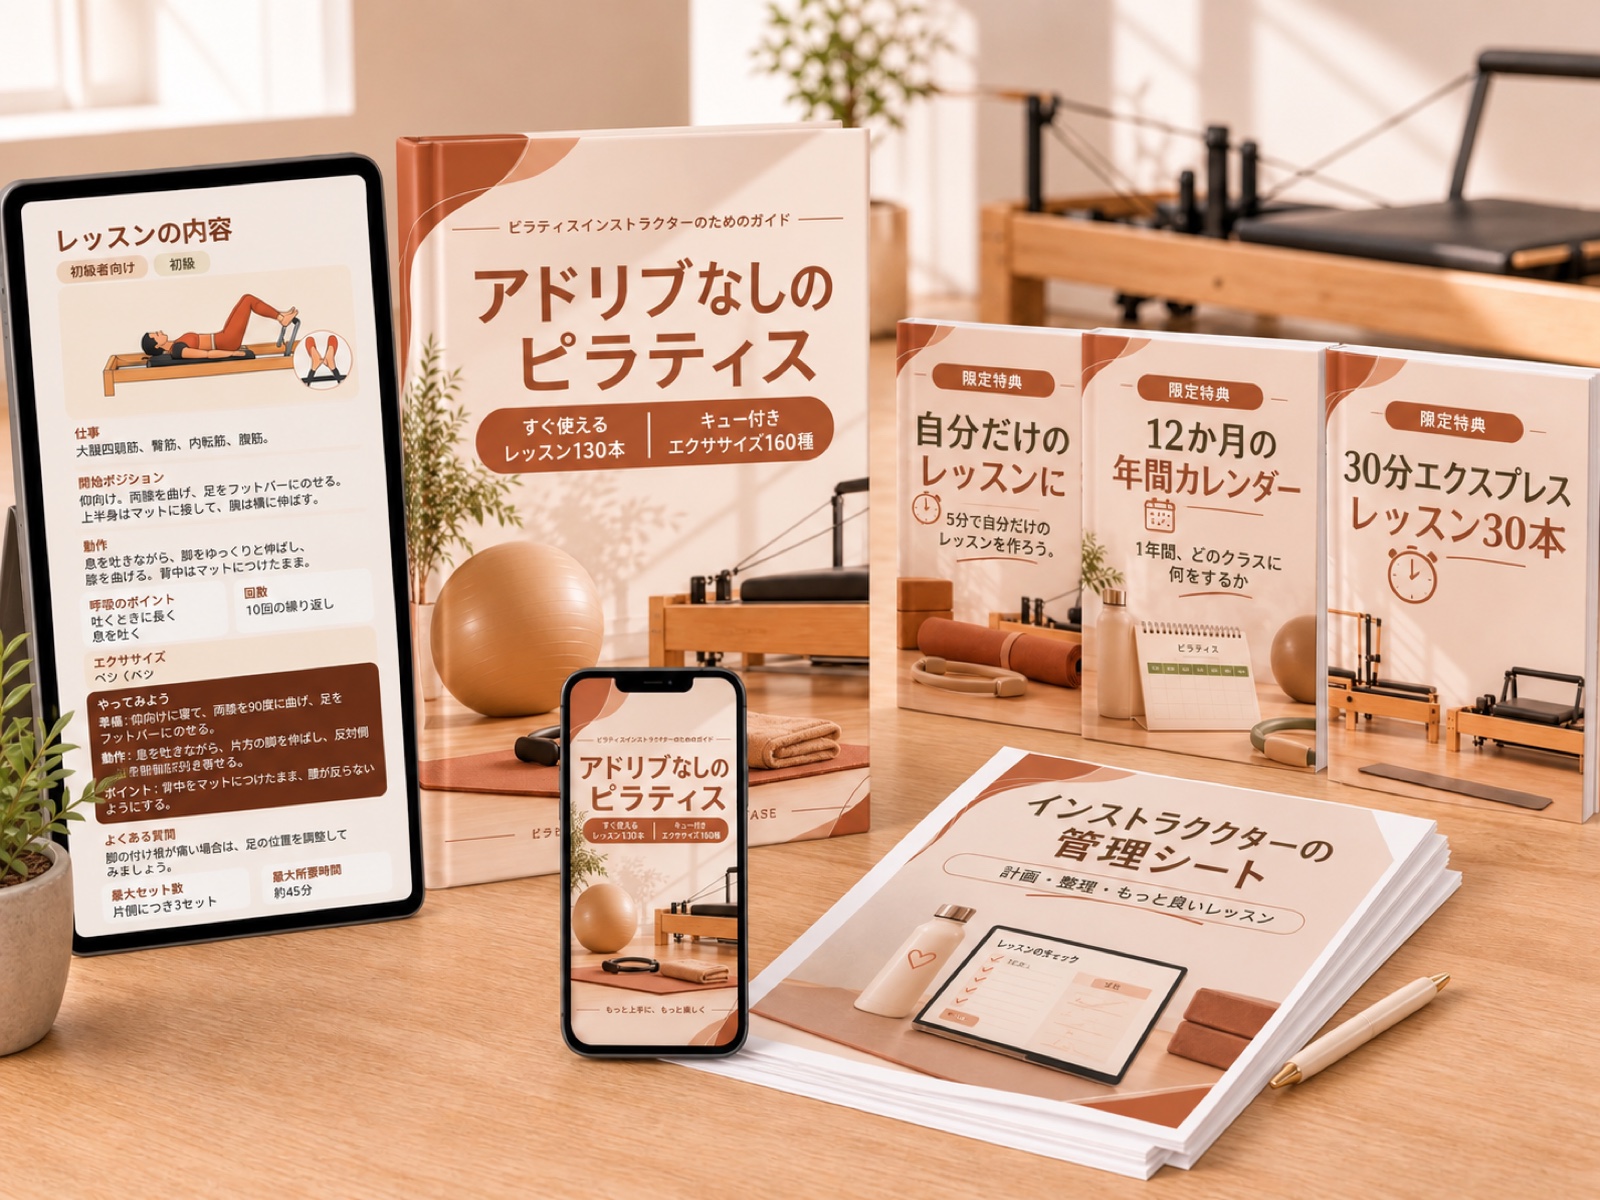 レッスンの内容
初級者向け
初級
仕事
大腿四頭筋、臀筋、内転筋、腹筋。
開始ポジション
仰向け。両膝を曲げ、足をフットバーにのせる。
上半身はマットに接して、腕は横に伸ばす。
動作
息を吐きながら、脚をゆっくりと伸ばし、
膝を曲げる。背中はマットにつけたまま。
呼吸のポイント
吐くときに長く
息を吐く
回数
10回の繰り返し
エクササイズ
やってみよう
準備：仰向けに寝て、両膝を90度に曲げ、足を
フットバーにのせる。
動作：息を吐きながら、片方の脚を伸ばし、反対側
き寄せる。
ポイント：背中をマットにつけたまま、腰が反らない
ようにする。
よくある質問
脚の付け根が痛い場合は、足の位置を調整して
みましょう。
最大セット数
片側につき3セット
最大所要時間
約45分
ピラティスインストラクターのためのガイド
アドリブなしの
ピラティス
すぐ使える
レッスン130本
キュー付き
エクササイズ160種
ピラ
ASE
ピラティスインストラクターのためのガイド
アドリブなしの
ピラティス
すぐ使える
レッスン130本
キュー付き
エクササイズ160種
もっと上手に、もっと楽しく
限定特典
自分だけの
レッスンに
5分で自分だけの
レッスンを作ろう。
限定特典
12か月の
年間カレンダー
1年間、どのクラスに
何をするか
ピラティス
限定特典
30分エクスプレス
レッスン30本
インストラククターの
管理シート
計画・整理・もっと良いレッスン
レッスンのチェック